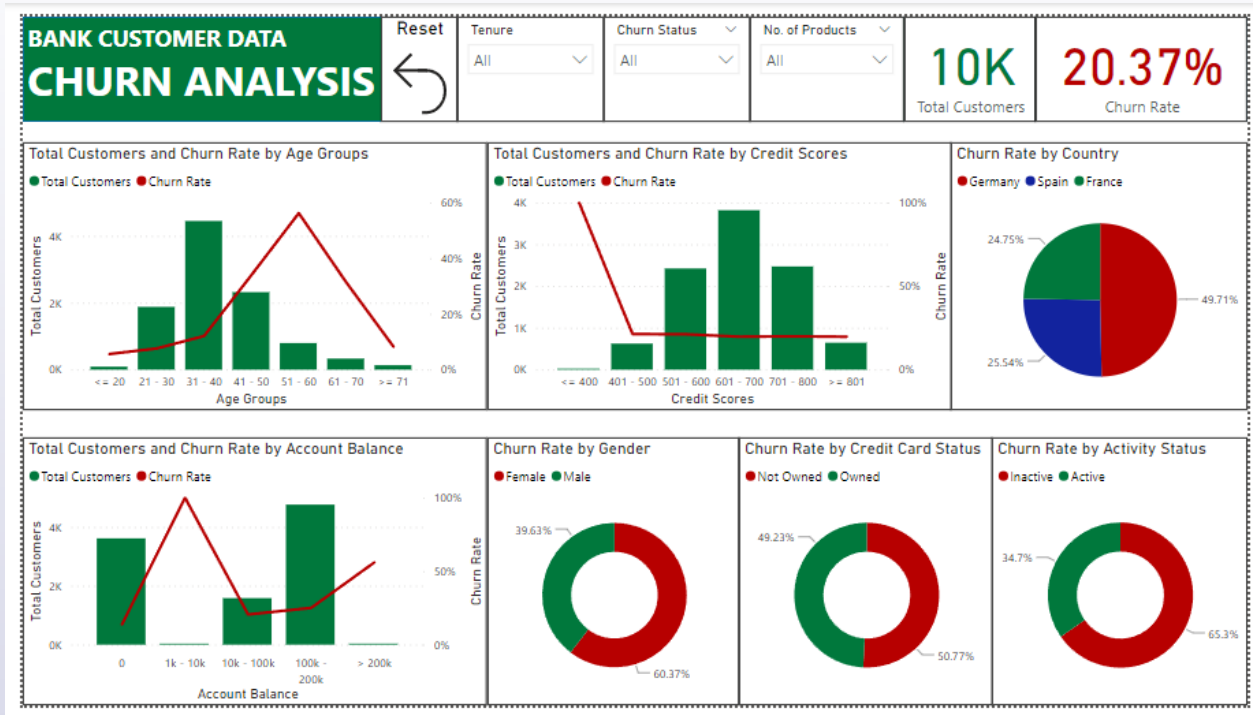 BANK CUSTOMER DATA
CHURN ANALYSIS
Reset
Tenure
All
Churn Status
All
No. of Products
All
10K
Total Customers
20.37%
Churn Rate
Total Customers and Churn Rate by Age Groups
Total Customers Churn Rate
Total Customers
4K
2K
0K
60%
40%
20%
0%
Churn Rate
<= 20 21 - 30 31 - 40 41 - 50 51 - 60 61 - 70 >= 71
Age Groups
Total Customers and Churn Rate by Credit Scores
Total Customers Churn Rate
Total Customers
4K
3K
2K
1K
0K
100%
50%
0%
Churn Rate
<= 400 401 - 500 501 - 600 601 - 700 701 - 800 >= 801
Credit Scores
Churn Rate by Country
Germany Spain France
24.75%
49.71%
25.54%
Total Customers and Churn Rate by Account Balance
Total Customers Churn Rate
Total Customers
4K
2K
0K
100%
50%
0%
Churn Rate
0 1k - 10k 10k - 100k 100k - > 200k
200k
Account Balance
Churn Rate by Gender
Female Male
39.63%
60.37%
Churn Rate by Credit Card Status
Not Owned Owned
49.23%
50.77%
Churn Rate by Activity Status
Inactive Active
34.7%
65.3%